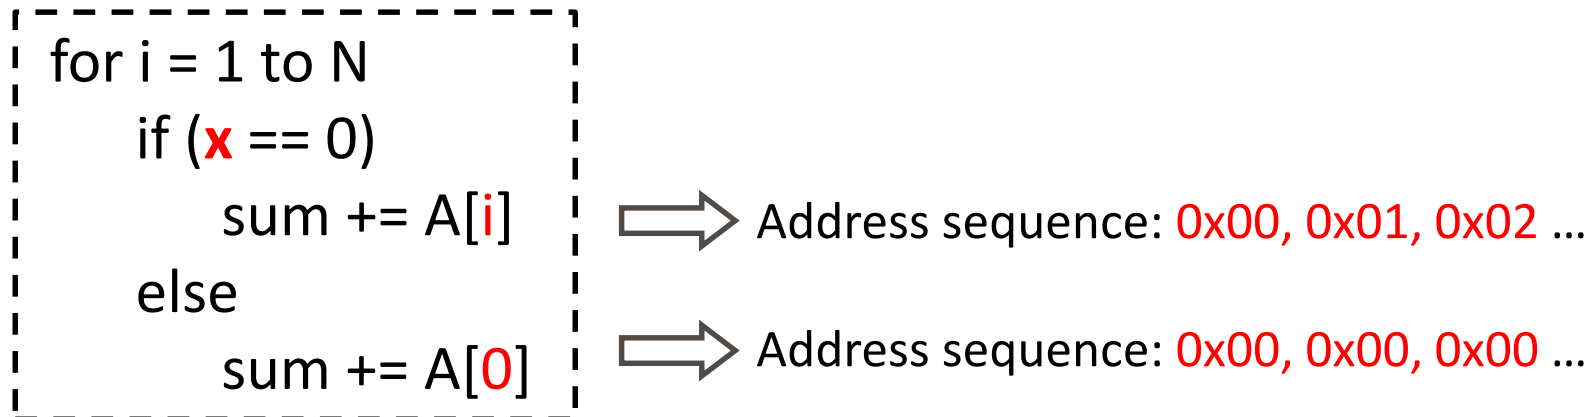 for i = 1 to N
if (x == 0)
sum += A[i]
Address sequence: 0x00, 0x01, 0x02 ...
else
sum += A[0]
Address sequence: 0x00, 0x00, 0x00 ...